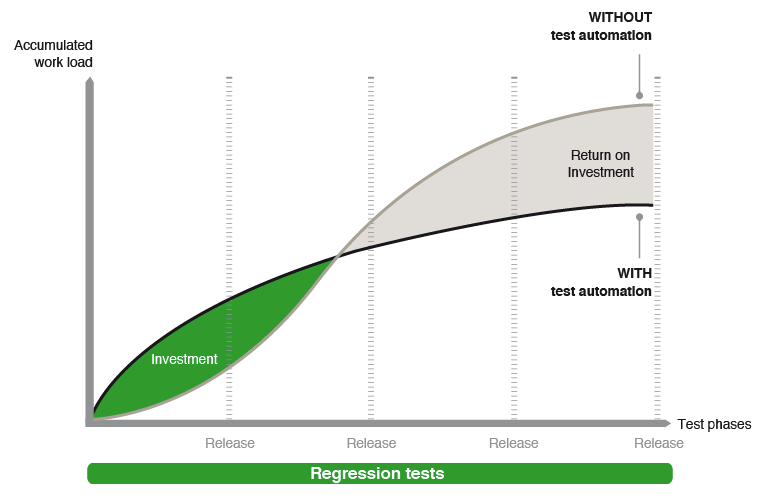 WITHOUT
test automation
Accumulated
work load
Return on
Investment
WITH
test automation
Investment
Test phases
Release
Release
Release
Release
Regression tests